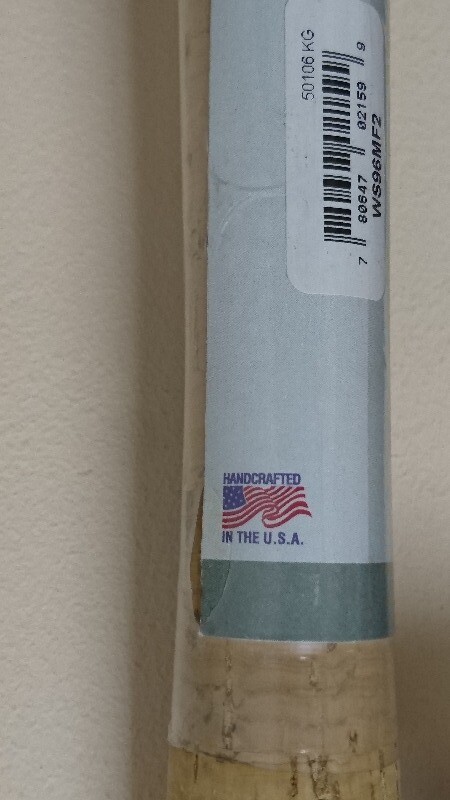 50106 KG
7 80647 02159 9
WS96MF2
HANDCRAFTED
IN THE U.S.A.